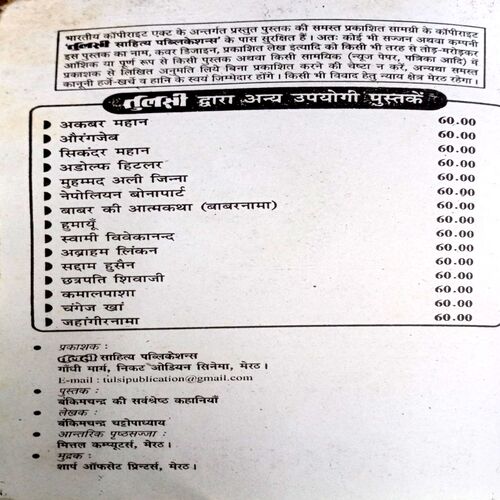 भारतीय कॉपीराइट एक्ट के अन्तर्गत प्रस्तुत पुस्तक की समस्त सामग्री के कॉपीराइट
'तुलसी साहित्य पब्लिकेशन्स' के पास सुरक्षित हैं। अतः कोई भी सज्जन अथवा कम्पनी
इस पुस्तक का नाम, कवर डिजाइन, प्रकाशित लेख इत्यादि को किसी भी तरह से तोड़-मरोड़कर
आंशिक या पूर्ण रूप से किसी पुस्तक अथवा किसी सामयिक (न्यूज पेपर, पत्रिका आदि) में
प्रकाशक से लिखित अनुमति लिये बिना प्रकाशित करने की चेष्टा न करें, अन्यथा समस्त
कानूनी हर्जे-खर्चे व हानि के स्वयं जिम्मेदार होंगे। किसी भी विवाद हेतु न्याय क्षेत्र मेरठ रहेगा।
तुलसी द्वारा अन्य उपयोगी पुस्तकें
अकबर महान 60.00
औरंगजेब 60.00
सिकंदर महान 60.00
अडोल्फ हिटलर 60.00
मुहम्मद अली जिन्ना 60.00
नेपोलियन बोनापार्ट 60.00
बाबर की आत्मकथा (बाबरनामा) 60.00
हुमायूँ 60.00
स्वामी विवेकानन्द 60.00
अब्राहम लिंकन 60.00
सद्दाम हुसैन 60.00
छत्रपति शिवाजी 60.00
कमालपाशा 60.00
चंगेज खां 60.00
जहांगीरनामा 60.00
• प्रकाशक :
तुलसी साहित्य पब्लिकेशन्स
गाँधी मार्ग, निकट ओडियन सिनेमा, मेरठ।
E-mail : tulsipublication@gmail.com
• पुस्तक :
बंकिमचन्द्र की सर्वश्रेष्ठ कहानियाँ
• लेखक :
बंकिमचन्द्र चट्टोपाध्याय
• आन्तरिक पृष्ठसज्जा :
मित्तल कम्प्यूटर्स, मेरठ।
• मुद्रक :
शार्प ऑफसेट प्रिन्टर्स, मेरठ।